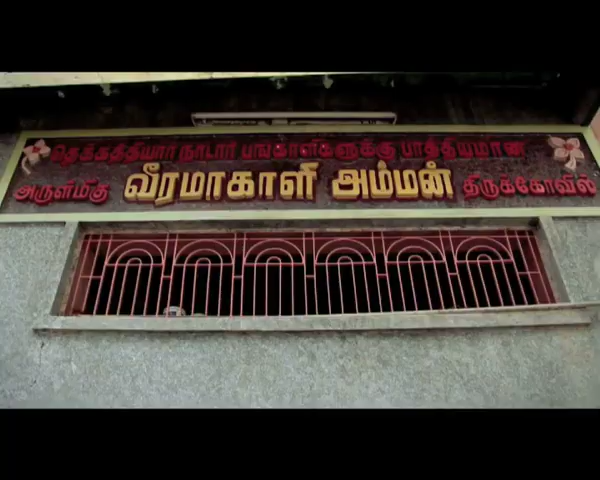 தெக்கத்தியார் நாடார் பங்காளிகளுக்கு பாத்தியமான
அருள்மிகு வீரமாகாளி அம்மன் திருக்கோவில்